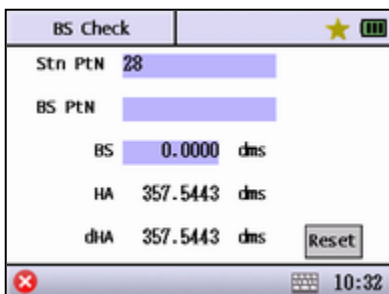 BS Check
Stn PtN 28
BS PtN
BS 0.0000 dms
HA 357.5443 dms
dHA 357.5443 dms
Reset
10:32